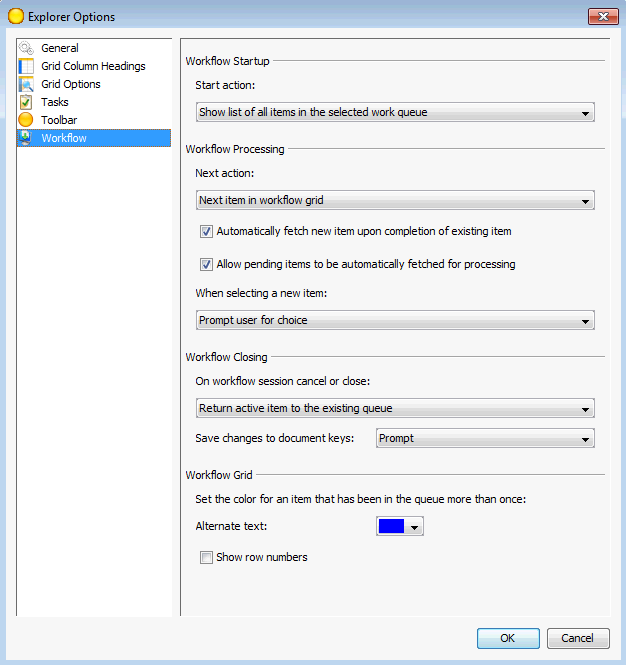 Explorer Options
General
Grid Column Headings
Grid Options
Tasks
Toolbar
Workflow
Workflow Startup
Start action:
Show list of all items in the selected work queue
Workflow Processing
Next action:
Next item in workflow grid
Automatically fetch new item upon completion of existing item
Allow pending items to be automatically fetched for processing
When selecting a new item:
Prompt user for choice
Workflow Closing
On workflow session cancel or close:
Return active item to the existing queue
Save changes to document keys: Prompt
Workflow Grid
Set the color for an item that has been in the queue more than once:
Alternate text:
Show row numbers
OK Cancel